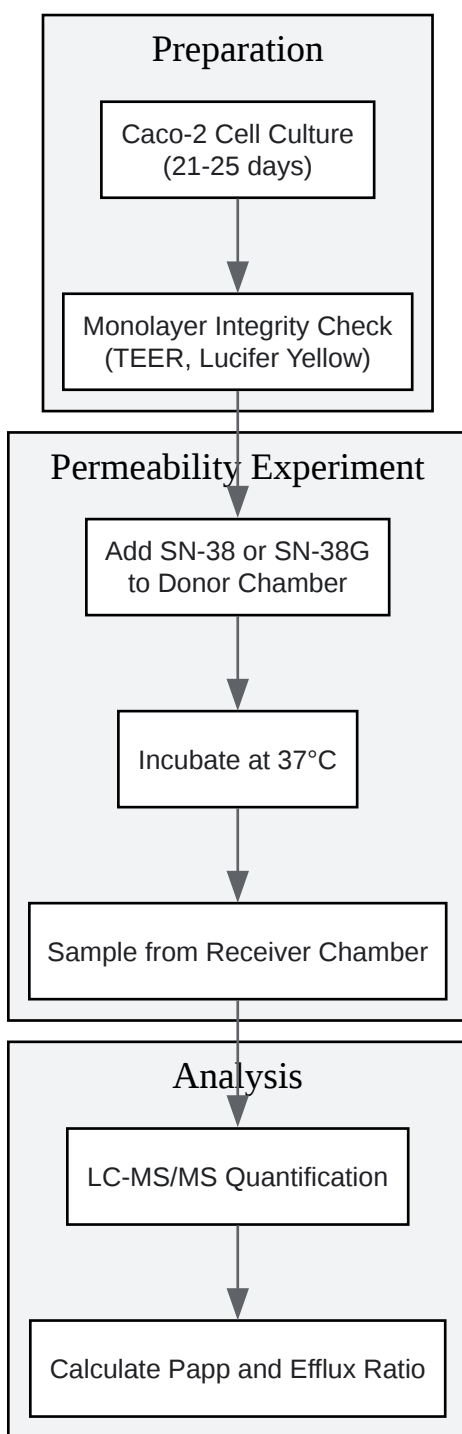 Preparation
Caco-2 Cell Culture
(21-25 days)
Monolayer Integrity Check
(TEER, Lucifer Yellow)
Permeability Experiment
Add SN-38 or SN-38G
to Donor Chamber
Incubate at 37°C
Sample from Receiver Chamber
Analysis
LC-MS/MS Quantification
Calculate Papp and Efflux Ratio